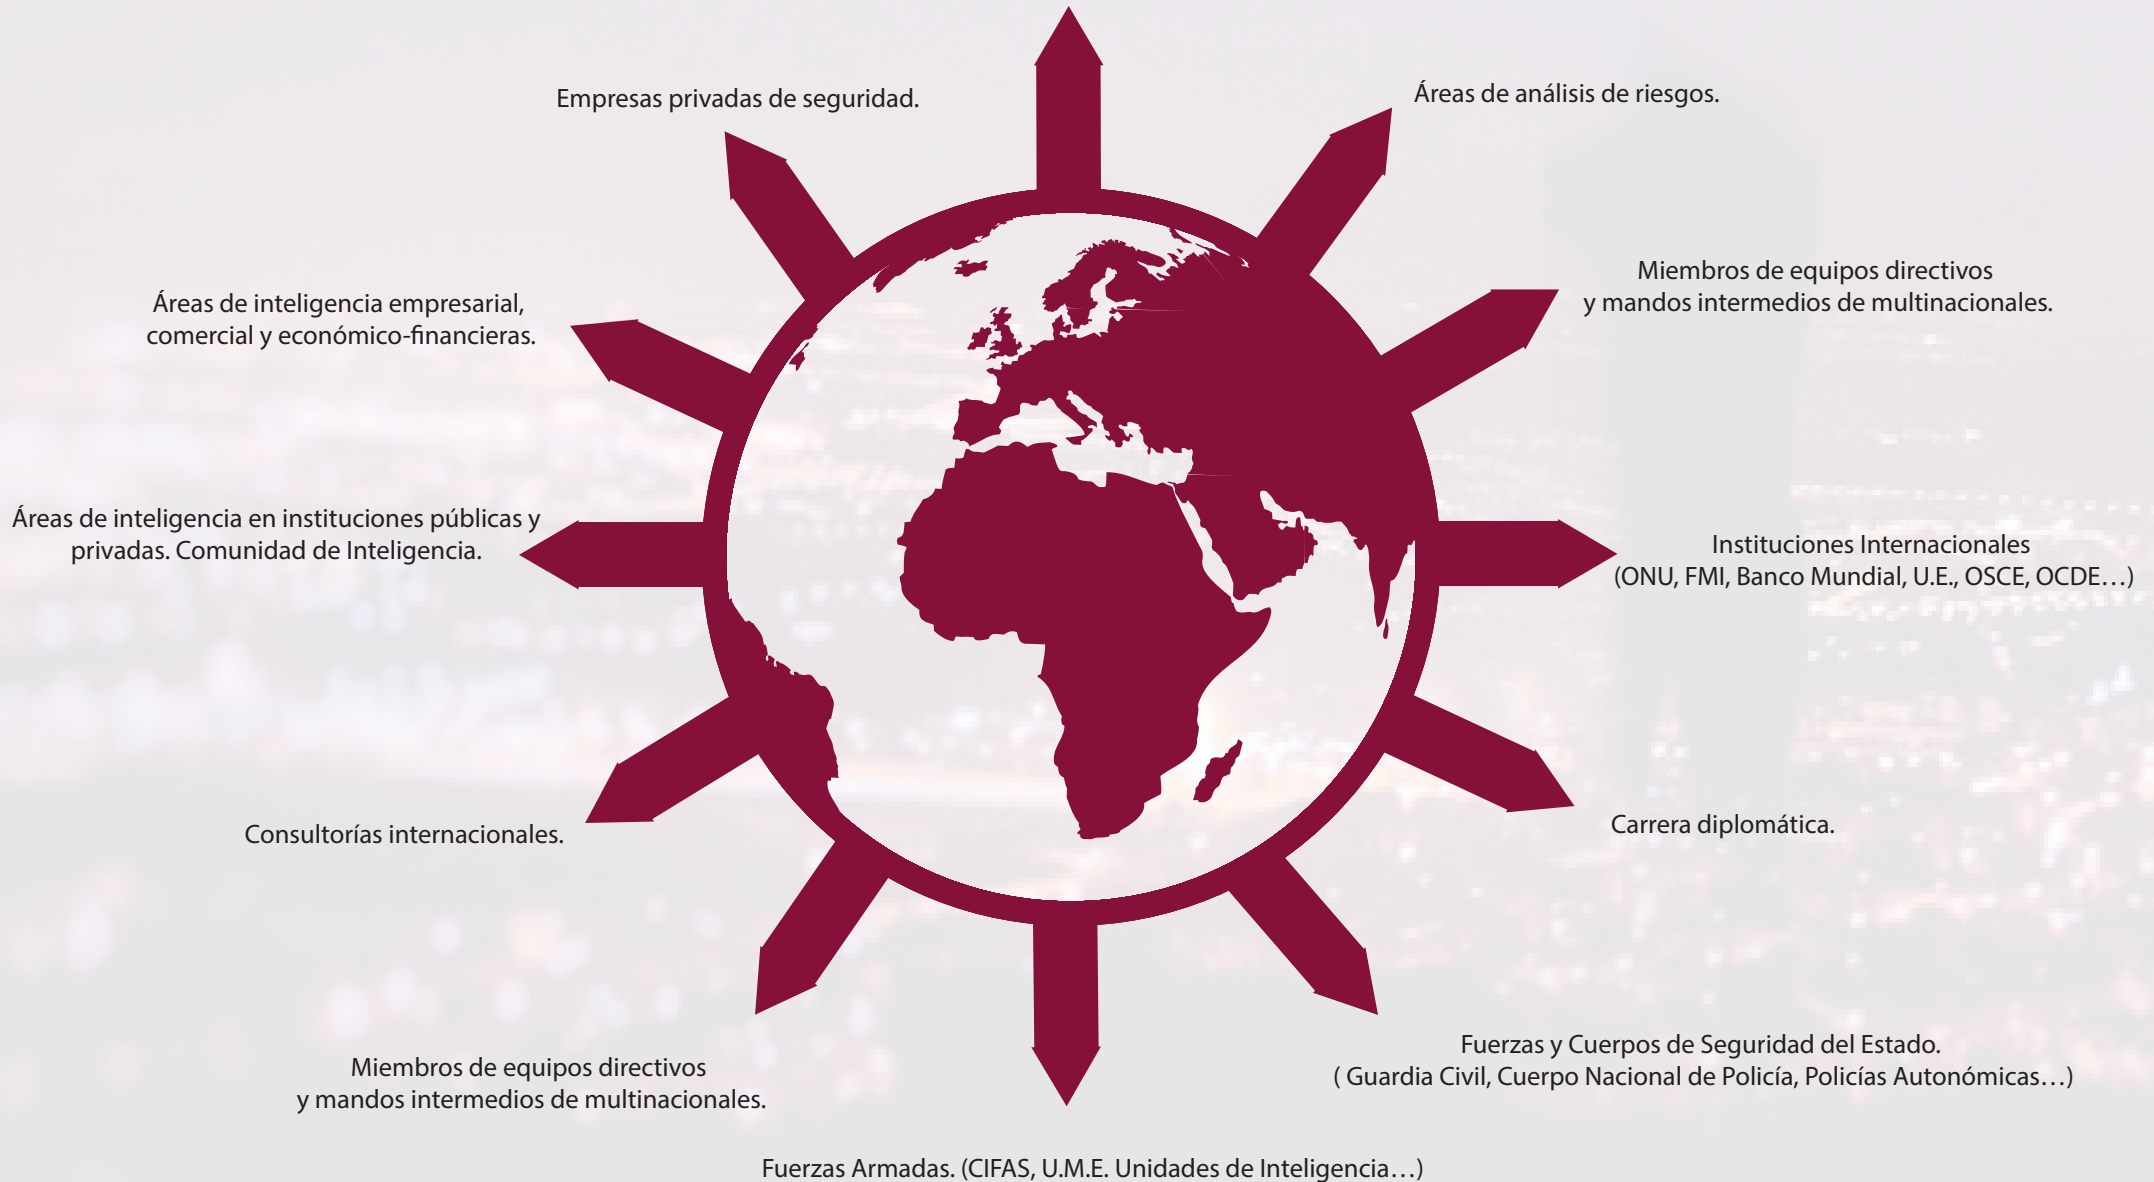 Empresas privadas de seguridad.
Áreas de análisis de riesgos.
Miembros de equipos directivos
y mandos intermedios de multinacionales.
Áreas de inteligencia empresarial,
comercial y económico-financieras.
Áreas de inteligencia en instituciones públicas y
privadas. Comunidad de Inteligencia.
Instituciones Internacionales
(ONU, FMI, Banco Mundial, U.E., OSCE, OCDE…)
Consultorías internacionales.
Carrera diplomática.
Miembros de equipos directivos
y mandos intermedios de multinacionales.
Fuerzas y Cuerpos de Seguridad del Estado.
( Guardia Civil, Cuerpo Nacional de Policía, Policías Autonómicas…)
Fuerzas Armadas. (CIFAS, U.M.E. Unidades de Inteligencia…)